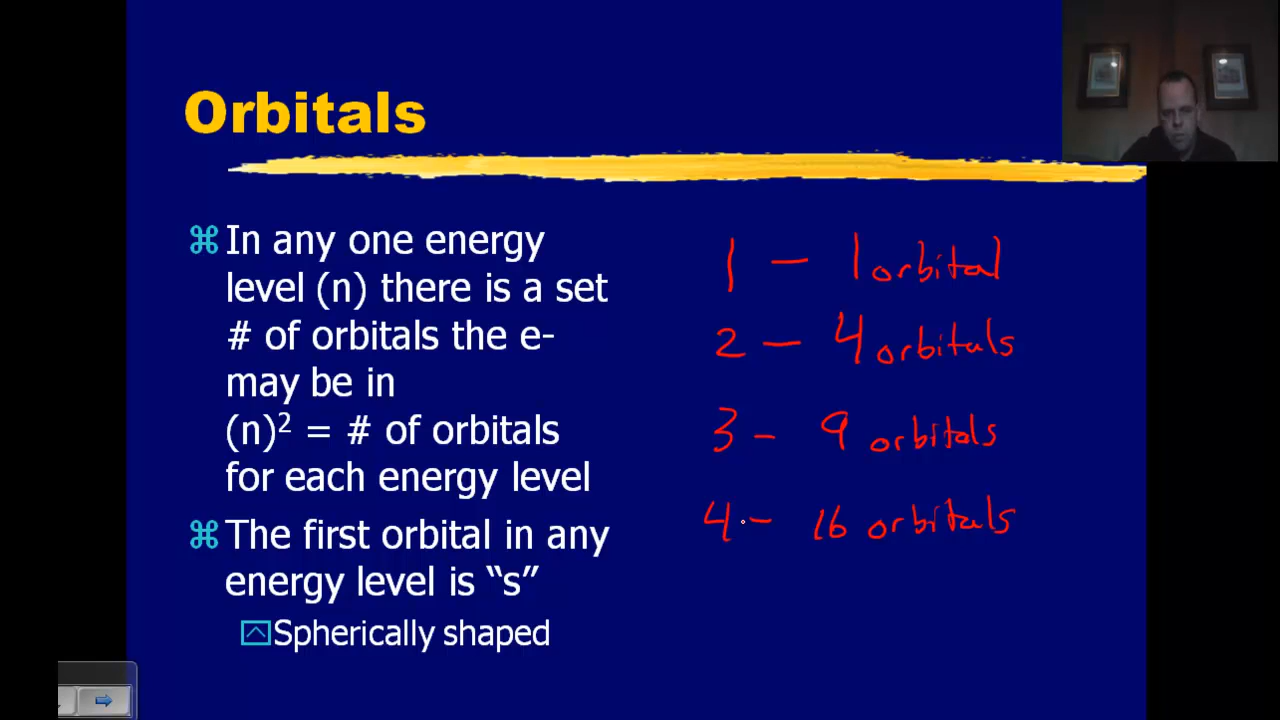 Orbitals
In any one energy
level (n) there is a set
# of orbitals the e-
may be in
(n)² = # of orbitals
for each energy level
The first orbital in any
energy level is “s”
Spherically shaped
1 – 1 orbital
2 – 4 orbitals
3 – 9 orbitals
4 – 16 orbitals